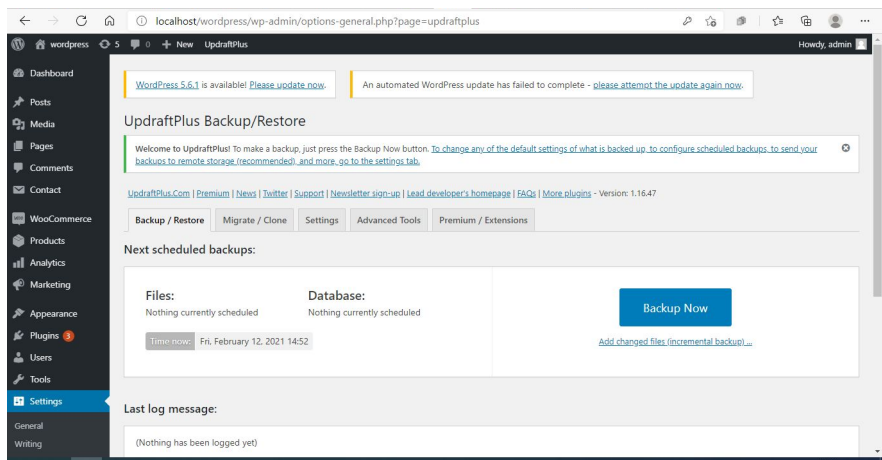 localhost/wordpress/wp-admin/options-general.php?page=updraftplus
wordpress 5 0 + New UpdraftPlus Howdy, admin
Dashboard
Posts
Media
Pages
Comments
Contact
WooCommerce
Products
Analytics
Marketing
Appearance
Plugins 3
Users
Tools
Settings
General
Writing
WordPress 5.6.1 is available! Please update now.
An automated WordPress update has failed to complete - please attempt the update again now.
UpdraftPlus Backup/Restore
Welcome to UpdraftPlus! To make a backup, just press the Backup Now button. To change any of the default settings of what is backed up, to configure scheduled backups, to send your
backups to remote storage (recommended), and more, go to the settings tab.
UpdraftPlus.Com | Premium | News | Twitter | Support | Newsletter sign-up | Lead developer's homepage | FAQs | More plugins - Version: 1.16.47
Backup / Restore Migrate / Clone Settings Advanced Tools Premium / Extensions
Next scheduled backups:
Files:
Nothing currently scheduled
Database:
Nothing currently scheduled
Time now: Fri, February 12, 2021 14:52
Backup Now
Add changed files (incremental backup) ...
Last log message:
(Nothing has been logged yet)